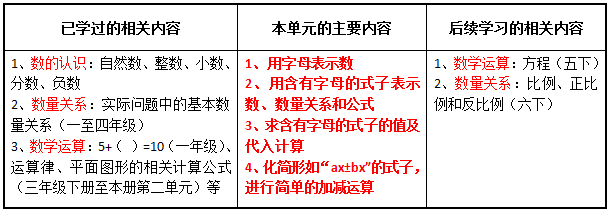 已学过的相关内容
本单元的主要内容
后续学习的相关内容
1、数的认识：自然数、整数、小数、
分数、负数
2、数量关系：实际问题中的基本数
量关系（一至四年级）
3、数学运算：5+（ ）=10（一年级）、
运算律、平面图形的相关计算公式
（三年级下册至本册第二单元）等
1、用字母表示数
2、用含有字母的式子表示
数、数量关系和公式
3、求含有字母的式子的值及
代入计算
4、化简形如“ax±bx”的式子，
进行简单的加减运算
1、数学运算：方程（五下）
2、数量关系：比例、正比
例和反比例（六下）